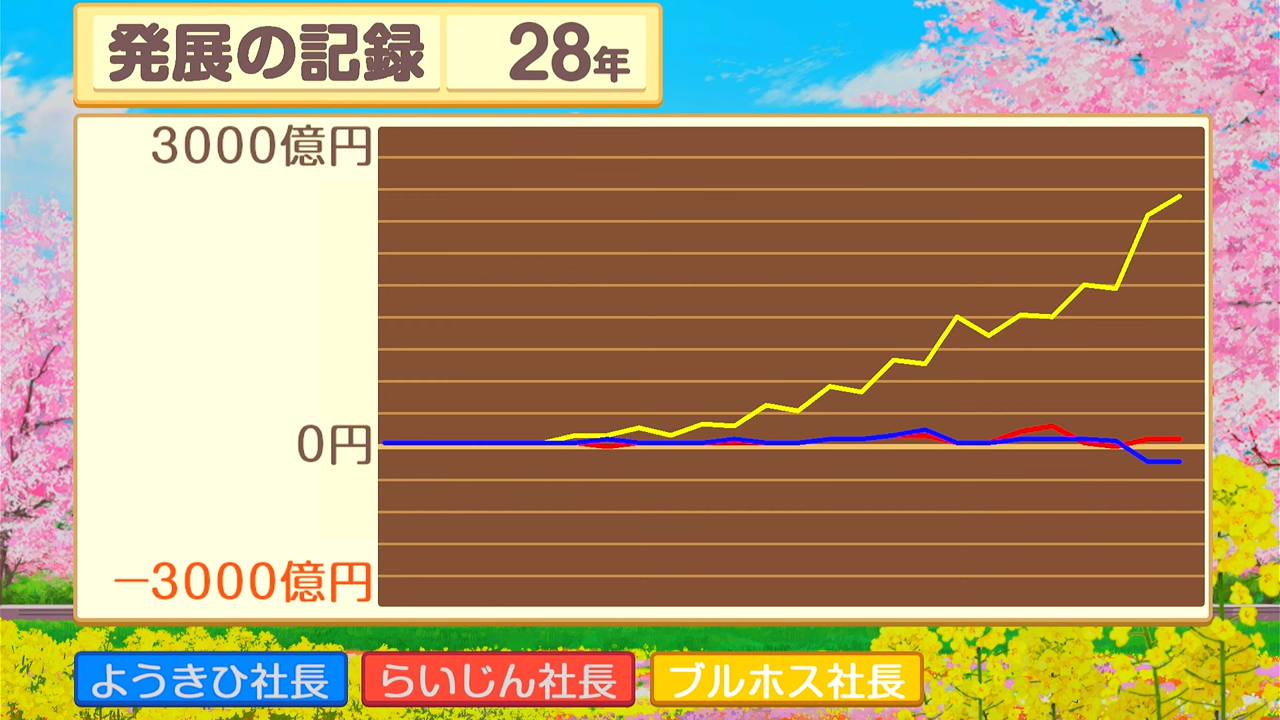 発展の記録 28年
3000億円
0円
−3000億円
ようきひ社長 らいじん社長 ブルホス社長